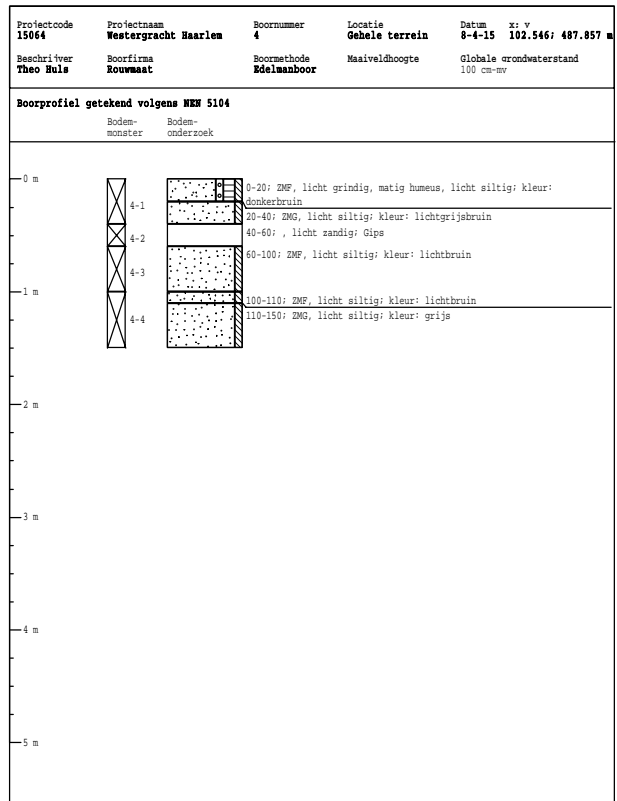 Projectcode Projectnaam Boornummer Locatie Datum x: y
15064 Westergracht Haarlem 4 Gehele terrein 8-4-15 102.546; 487.857 m
Beschrijver Boorfirma Boormethode Maaiveldhoogte Globale grondwaterstand
Theo Huls Rouwmaat Edelmanboor 100 cm-mv
Boorprofiel getekend volgens NEN 5104
Bodem- Bodem-
monster onderzoek
0 m
0-20; ZMF, licht grindig, matig humeus, licht siltig; kleur:
donkerbruin
4-1
20-40; ZMG, licht siltig; kleur: lichtgrijsbruin
40-60; , licht zandig; Gips
4-2
60-100; ZMF, licht siltig; kleur: lichtbruin
4-3
1 m
100-110; ZMF, licht siltig; kleur: lichtbruin
110-150; ZMG, licht siltig; kleur: grijs
4-4
2 m
3 m
4 m
5 m